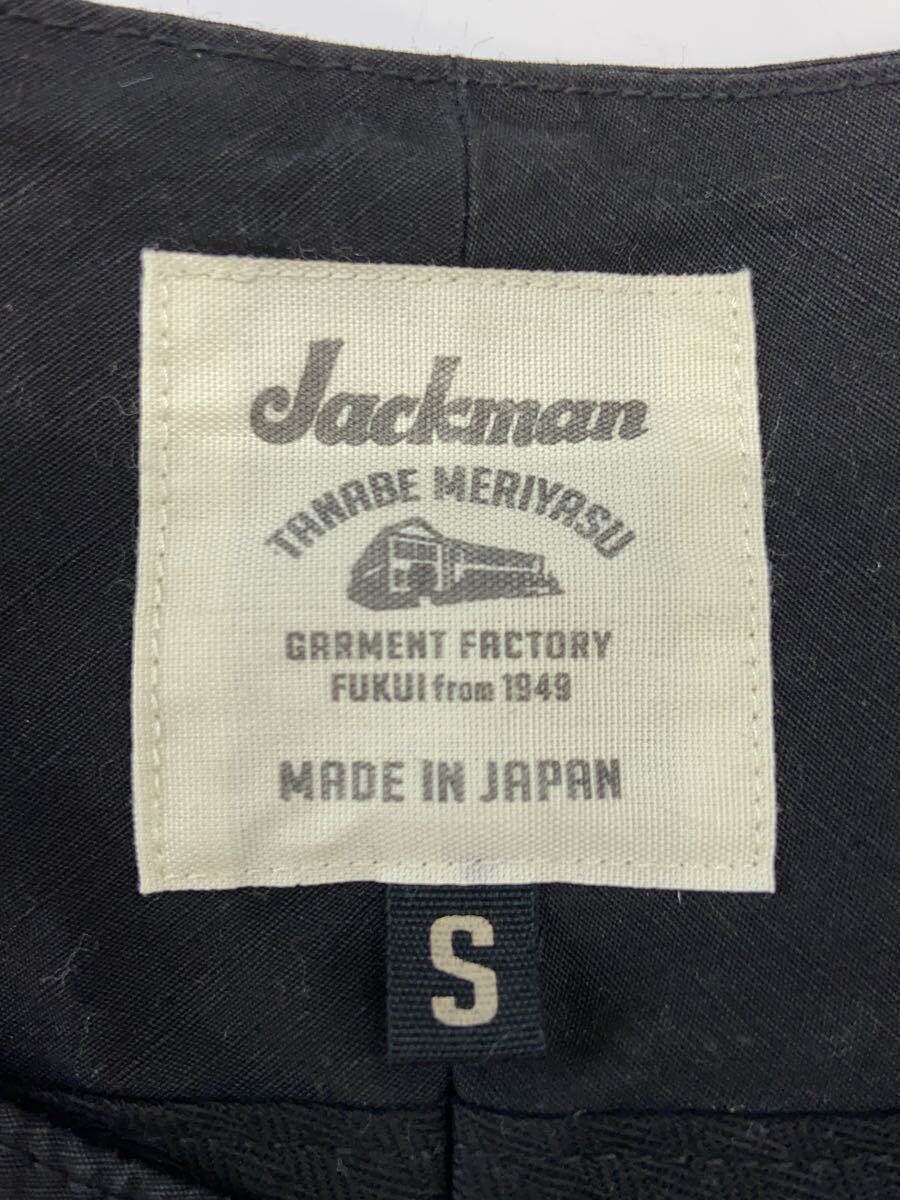 Jackman
TANABE MERIYASU
GARMENT FACTORY
FUKUI from 1949
MADE IN JAPAN
S